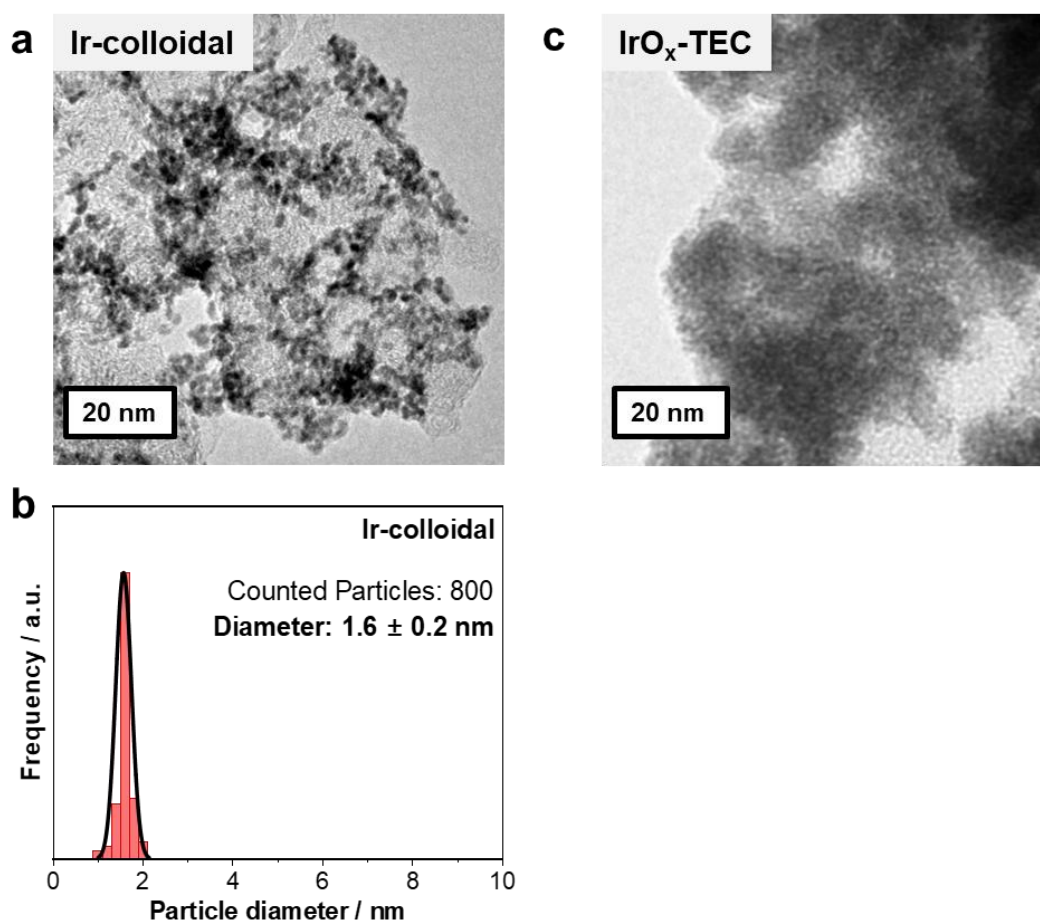 a
Ir-colloidal
20 nm
c
IrOₓ-TEC
20 nm
b
Ir-colloidal
Counted Particles: 800
Diameter: 1.6 ± 0.2 nm
Frequency / a.u.
0 2 4 6 8 10
Particle diameter / nm